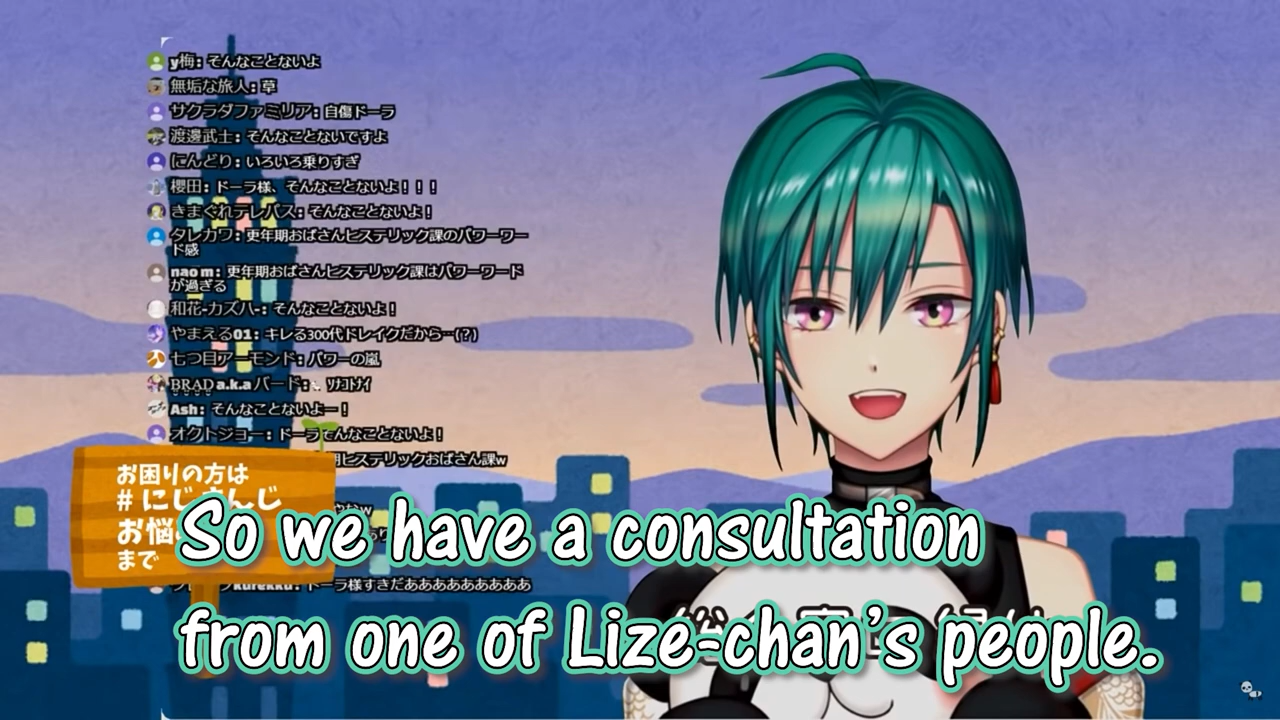 y梅: そんなことないよ
無垢な旅人: 草
サクラダファミリア: 自傷ドーラ
渡邊武士: そんなことないですよ
にんどり: いろいろ乗りすぎ
櫻田: ドーラ様、そんなことないよ！！！
きまぐれテレパス: そんなことないよ！
タレカワ: 更年期おばさんヒステリック課のパワーワー
ド感
nao m: 更年期おばさんヒステリック課はパワーワード
が過ぎる
和花-カズハ-: そんなことないよ！
やまえる01: キレる300代ドレイクだから…(?)
七つ目アーモンド: パワーの嵐
BRAD a.k.a バード: ｿﾅｺﾄﾅｲ
Ash: そんなことないよー！
オクトジョー: ドーラそんなことないよ！
期ヒステリックおばさん課w
お困りの方は
# にじさんじ
お悩
まで
kurekku: ドーラ様すきだあああああああああ
So we have a consultation
from one of Lize-chan's people.